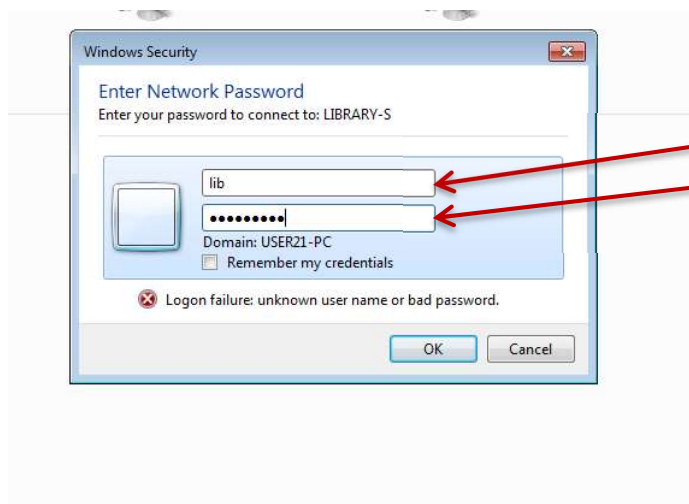 Windows Security
Enter Network Password
Enter your password to connect to: LIBRARY-S
lib
•••••••••
Domain: USER21-PC
Remember my credentials
Logon failure: unknown user name or bad password.
OK
Cancel